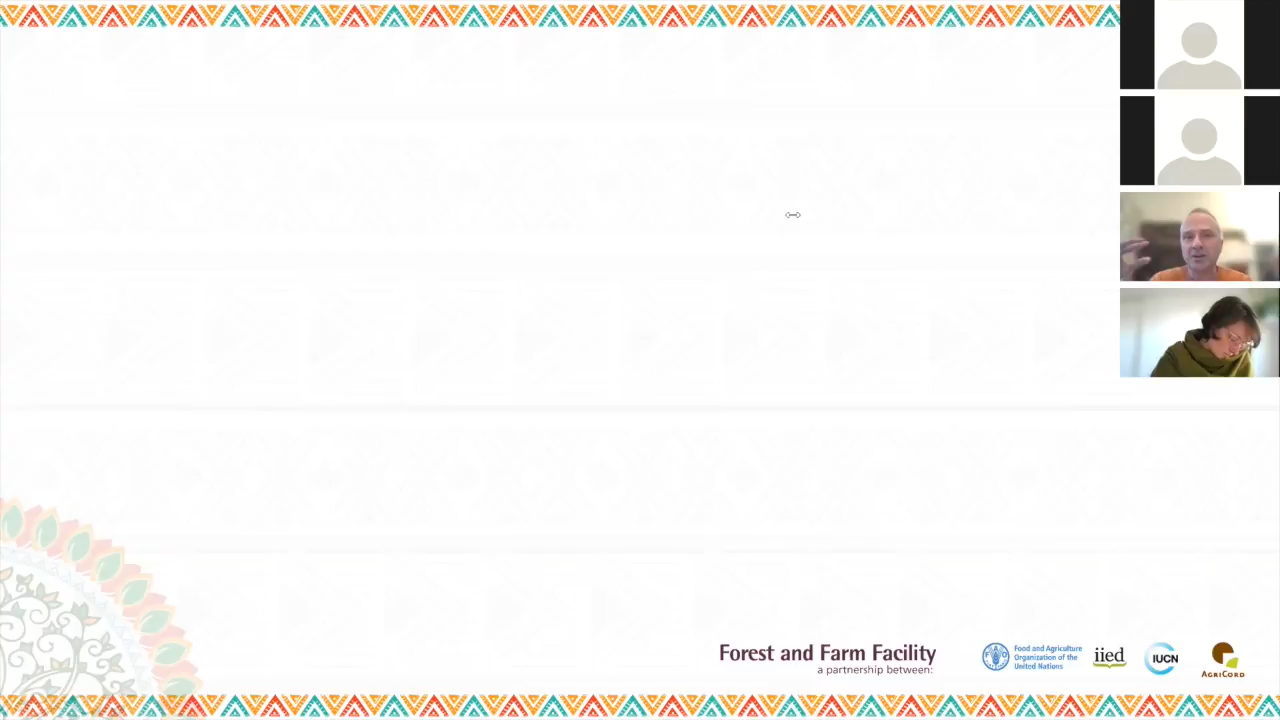 Forest and Farm Facility
a partnership between:
Food and Agriculture
Organization of the
United Nations
iied
IUCN
AGRICORD